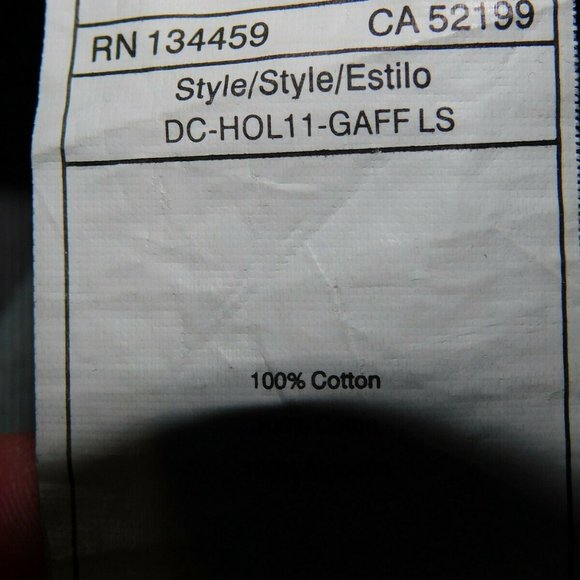 RN 134459 CA 52199
Style/Style/Estilo
DC-HOL11-GAFF LS
100% Cotton